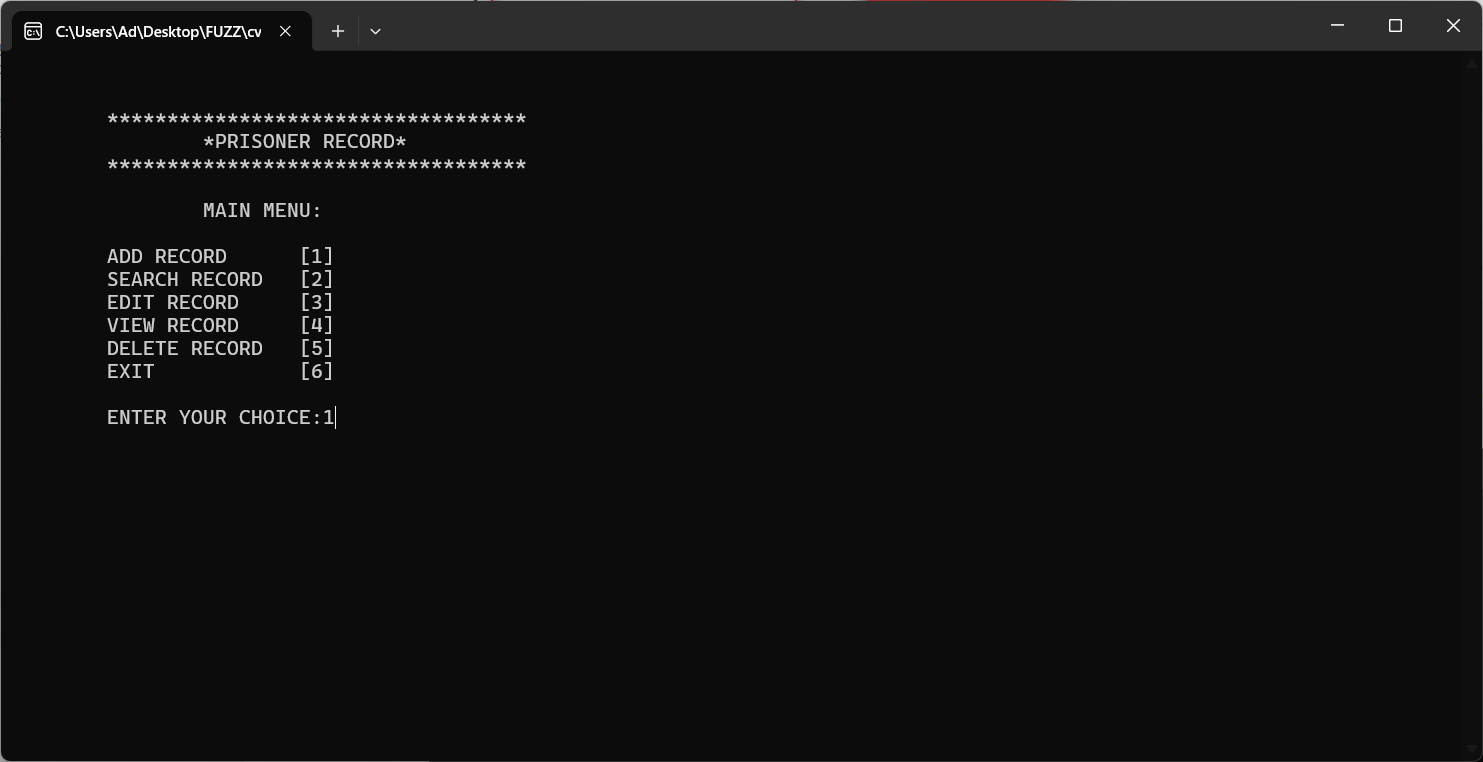 C:\Users\Ad\Desktop\FUZZ\cv
***********************************
*PRISONER RECORD*
***********************************
MAIN MENU:
ADD RECORD [1]
SEARCH RECORD [2]
EDIT RECORD [3]
VIEW RECORD [4]
DELETE RECORD [5]
EXIT [6]
ENTER YOUR CHOICE:1